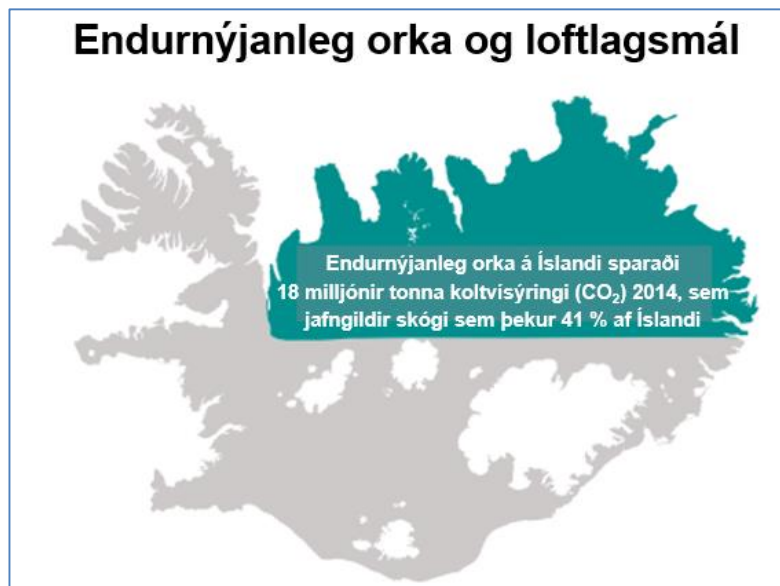 Endurnýjanleg orka og loftlagsmál
Endurnýjanleg orka á Íslandi sparaði
18 milljónir tonna koltvísýringi (CO₂) 2014, sem
jafngildir skógi sem þekur 41 % af Íslandi